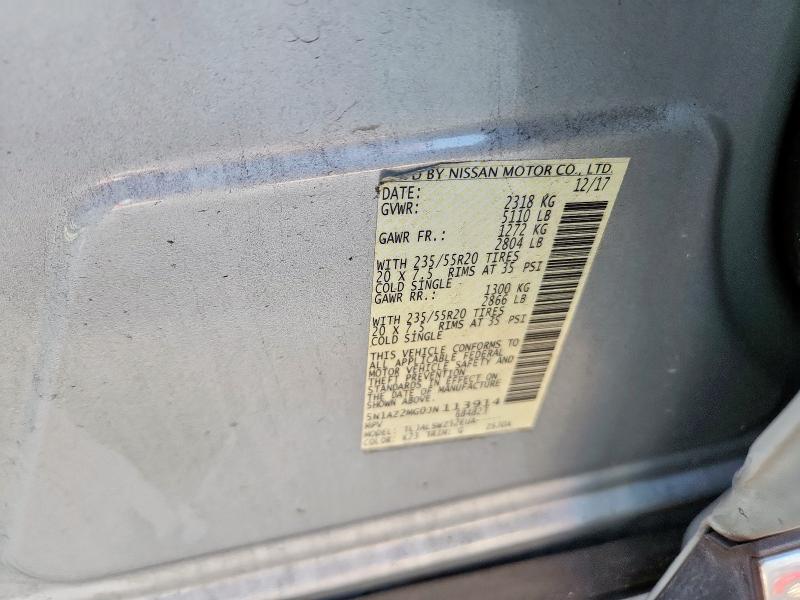 BY NISSAN MOTOR CO., LTD.
DATE: 12/17
GVWR: 2318 KG
5110 LB
GAWR FR.: 1272 KG
2804 LB
WITH 235/55R20 TIRES
20 X 7.5 RIMS AT 35 PSI
COLD SINGLE
GAWR RR.: 1300 KG
2866 LB
WITH 235/55R20 TIRES
20 X 7.5 RIMS AT 35 PSI
COLD SINGLE
THIS VEHICLE CONFORMS TO
ALL APPLICABLE FEDERAL
MOTOR VEHICLE SAFETY AND
THEFT PREVENTION
STANDARDS IN EFFECT ON
THE DATE OF MANUFACTURE
SHOWN ABOVE.
5N1AZ2MG0JN113914
MPV
MODEL:
COLOR: K23 TRIM: G